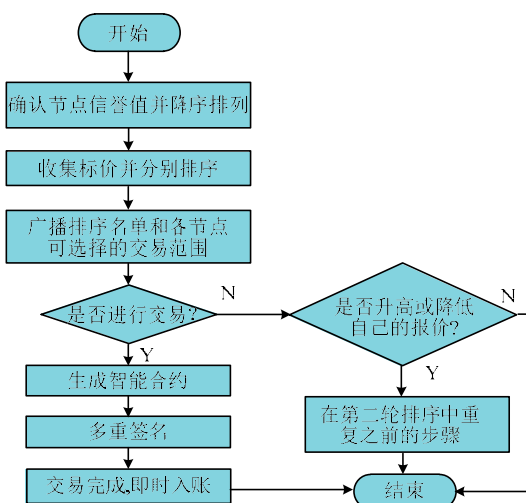 开始
确认节点信誉值并降序排列
收集标价并分别排序
广播排序名单和各节点
可选择的交易范围
是否进行交易?
N
是否升高或降低
自己的报价?
N
Y
Y
生成智能合约
多重签名
在第二轮排序中重
复之前的步骤
交易完成,即时入账
结束